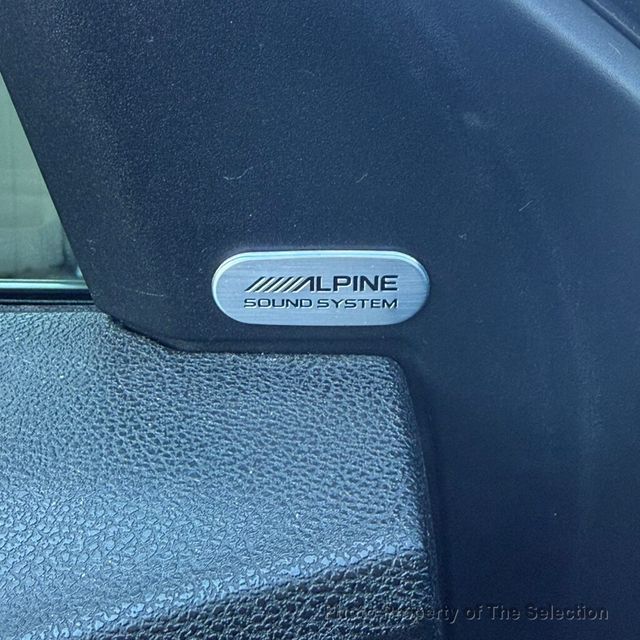 ALPINE
SOUND SYSTEM
Photo Property of The Selection